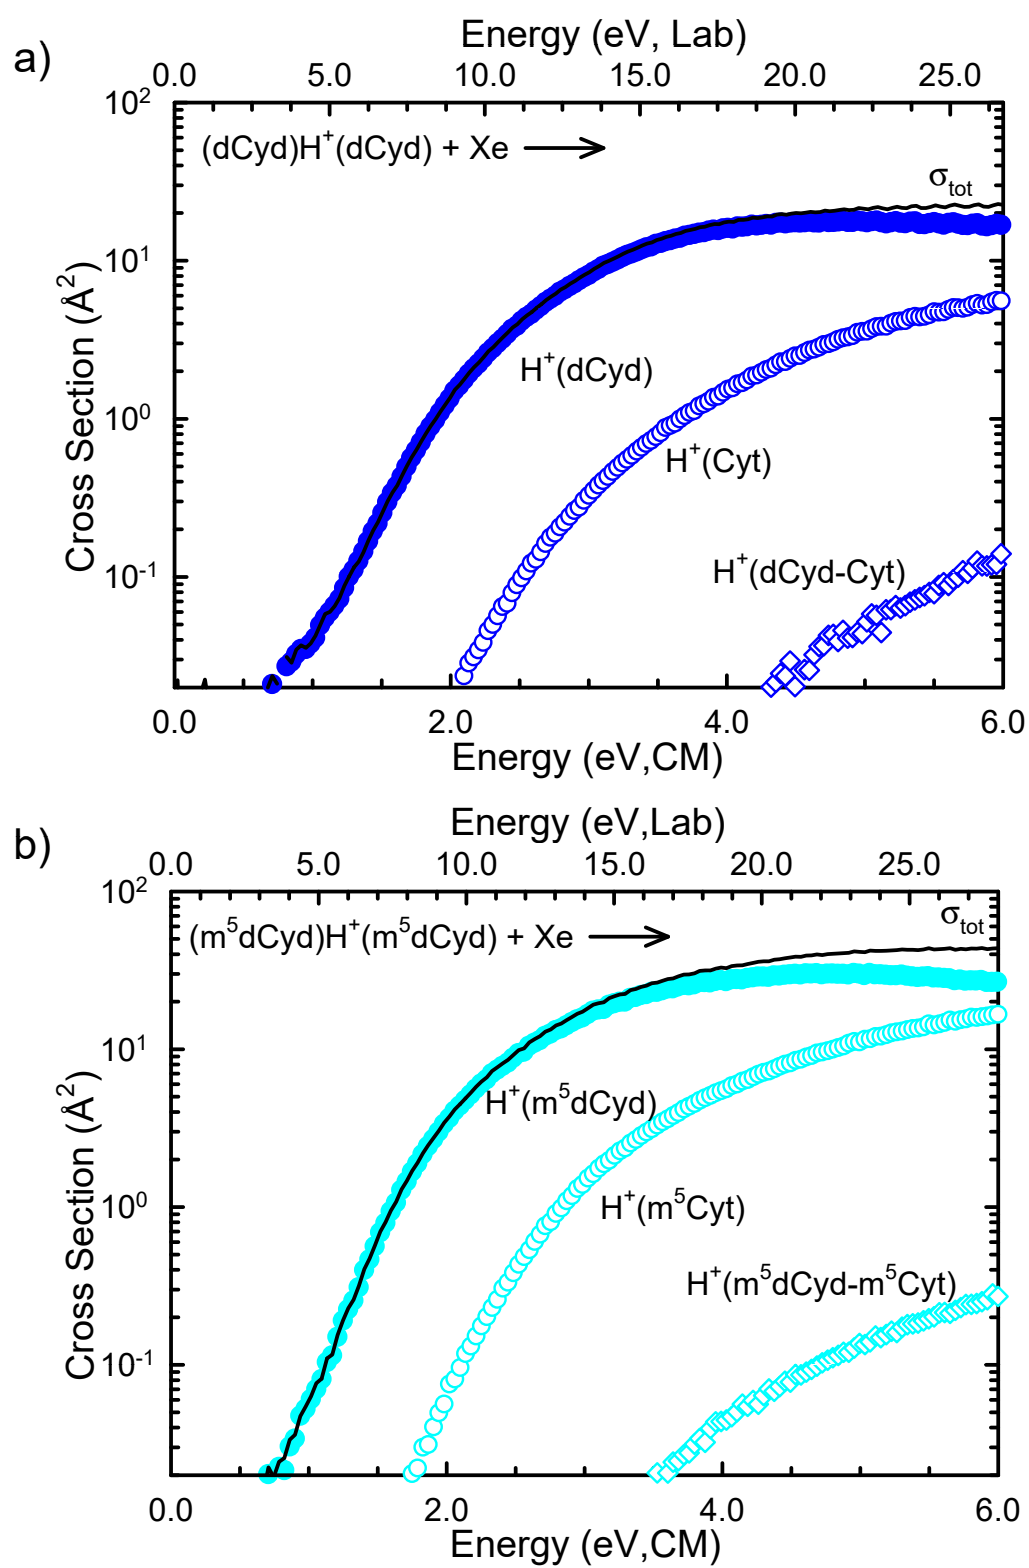 a)
Energy (eV, Lab)
0.0 5.0 10.0 15.0 20.0 25.0
10²
(dCyd)H⁺(dCyd) + Xe →
σtot
10¹
H⁺(dCyd)
10⁰
H⁺(Cyt)
H⁺(dCyd-Cyt)
10⁻¹
Cross Section (Å²)
0.0 2.0 4.0 6.0
Energy (eV,CM)
b)
Energy (eV,Lab)
0.0 5.0 10.0 15.0 20.0 25.0
10²
σtot
(m⁵dCyd)H⁺(m⁵dCyd) + Xe →
10¹
H⁺(m⁵dCyd)
10⁰
H⁺(m⁵Cyt)
H⁺(m⁵dCyd-m⁵Cyt)
10⁻¹
Cross Section (Å²)
0.0 2.0 4.0 6.0
Energy (eV,CM)